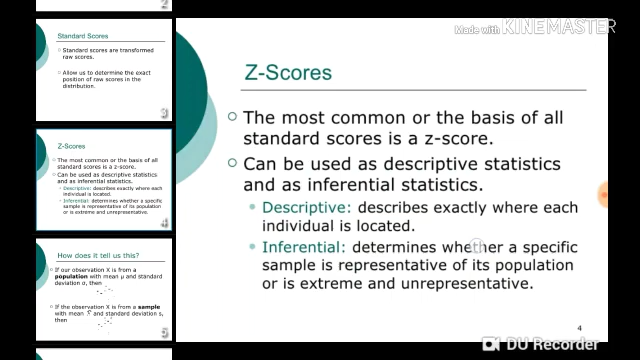 2
Standard Scores
Standard scores are transformed
raw scores.
Allow us to determine the exact
position of raw scores in the
distribution.
3
Z-Scores
The most common or the basis of all
standard scores is a z-score.
Can be used as descriptive statistics
and as inferential statistics.
Descriptive: describes exactly where each
individual is located.
Inferential: determines whether a specific
sample is representative of its population
or is extreme and unrepresentative.
4
How does it tell us this?
If our observation X is from a
population with mean μ and standard
deviation σ, then
If the observation X is from a sample
with mean and standard deviation s,
then
5
Made with KINEMASTER
Z-Scores
The most common or the basis of all
standard scores is a z-score.
Can be used as descriptive statistics
and as inferential statistics.
Descriptive: describes exactly where each
individual is located.
Inferential: determines whether a specific
sample is representative of its population
or is extreme and unrepresentative.
4
DU Recorder